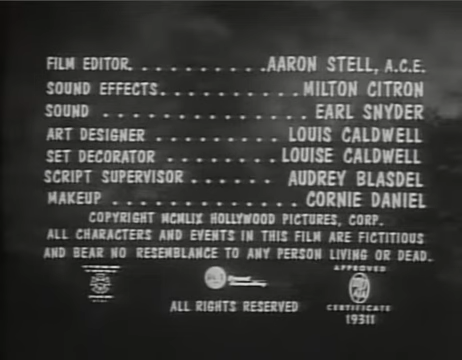 FILM EDITOR. . . . . . . . . . .AARON STELL, A.C.E.
SOUND EFFECTS. . . . . . . . . . . MILTON CITRON
SOUND . . . . . . . . . . . . . . . . EARL SNYDER
ART DESIGNER . . . . . . . . . . LOUIS CALDWELL
SET DECORATOR . . . . . . . . . LOUISE CALDWELL
SCRIPT SUPERVISOR . . . . . . . AUDREY BLASDEL
MAKEUP . . . . . . . . . . . . . . CORNIE DANIEL
COPYRIGHT MCMLIX HOLLYWOOD PICTURES, CORP.
ALL CHARACTERS AND EVENTS IN THIS FILM ARE FICTITIOUS
AND BEAR NO RESEMBLANCE TO ANY PERSON LIVING OR DEAD.
ALL RIGHTS RESERVED
APPROVED
CERTIFICATE
19311